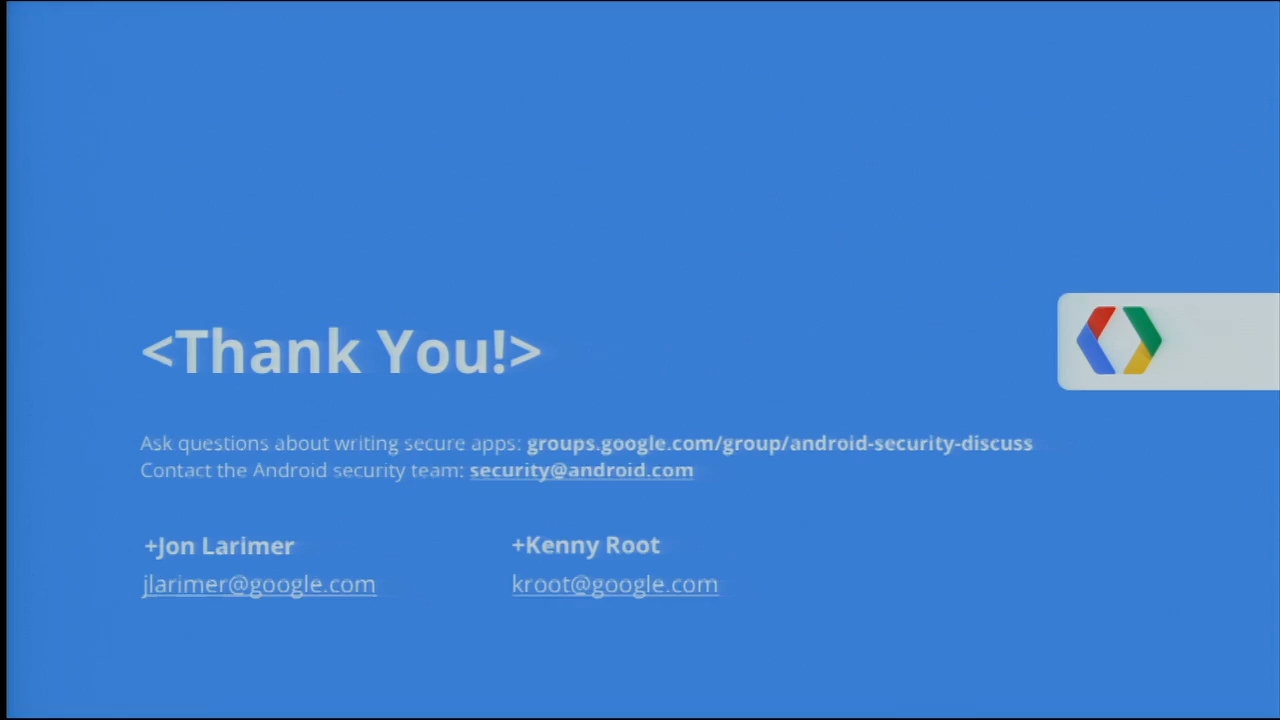 <Thank You!>
Ask questions about writing secure apps: groups.google.com/group/android-security-discuss
Contact the Android security team: security@android.com
+Jon Larimer
jlarimer@google.com
+Kenny Root
kroot@google.com